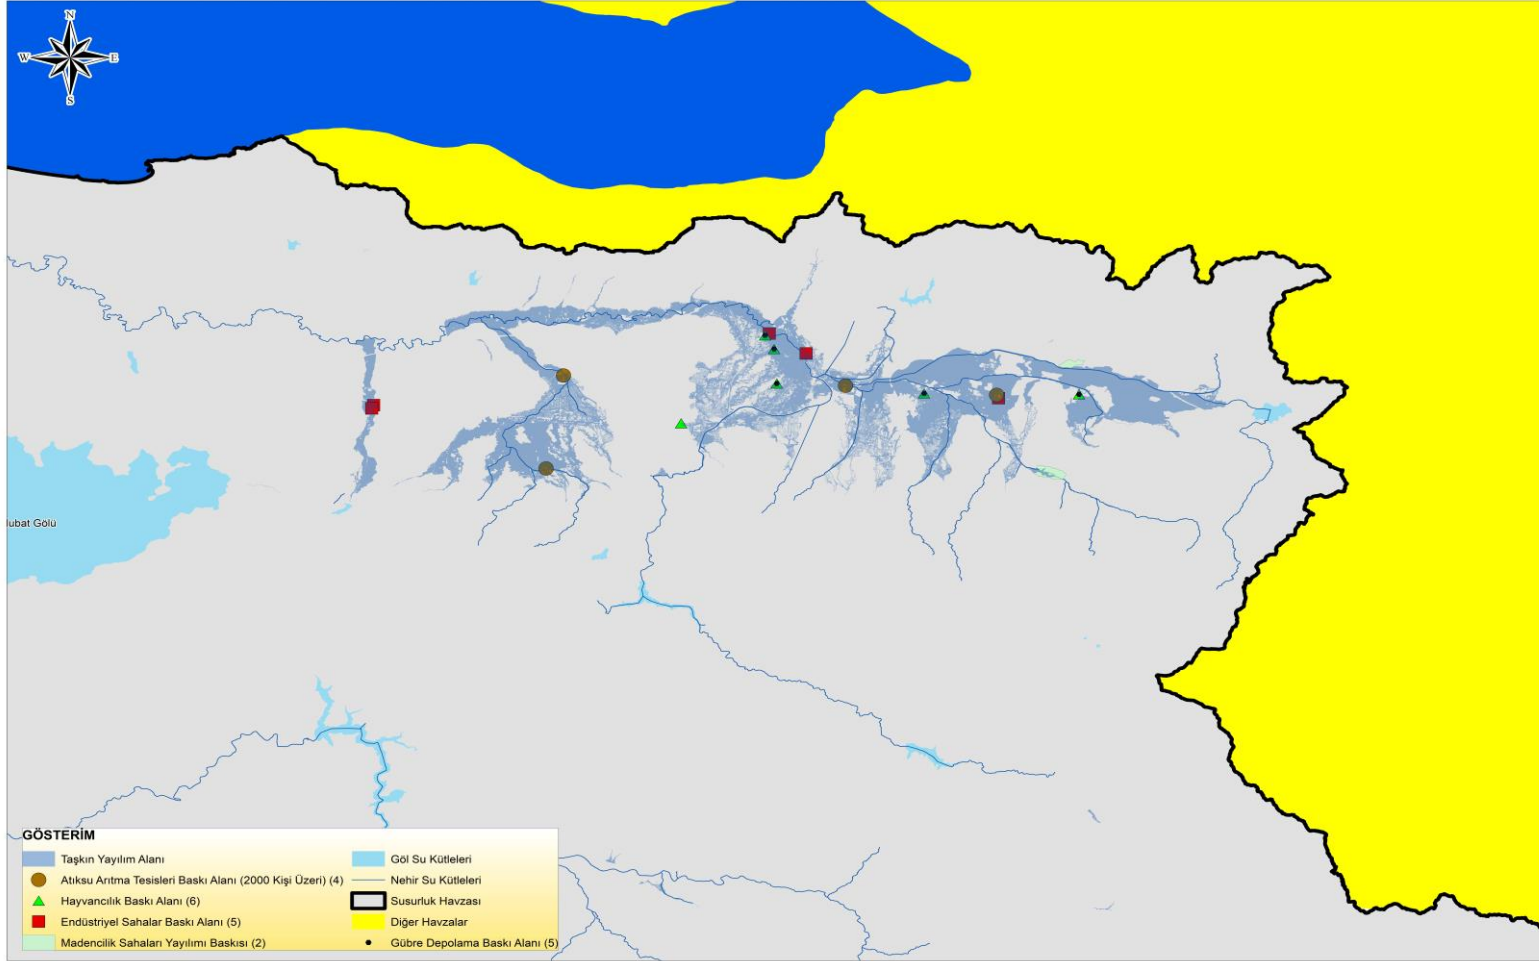 N
W E
S
lubat Gölü
GÖSTERİM
Taşkın Yayılım Alanı
Atıksu Arıtma Tesisleri Baskı Alanı (2000 Kişi Üzeri) (4)
Hayvancılık Baskı Alanı (6)
Endüstriyel Sahalar Baskı Alanı (5)
Madencilik Sahaları Yayılımı Baskısı (2)
Göl Su Kütleleri
Nehir Su Kütleleri
Susurluk Havzası
Diğer Havzalar
Gübre Depolama Baskı Alanı (5)